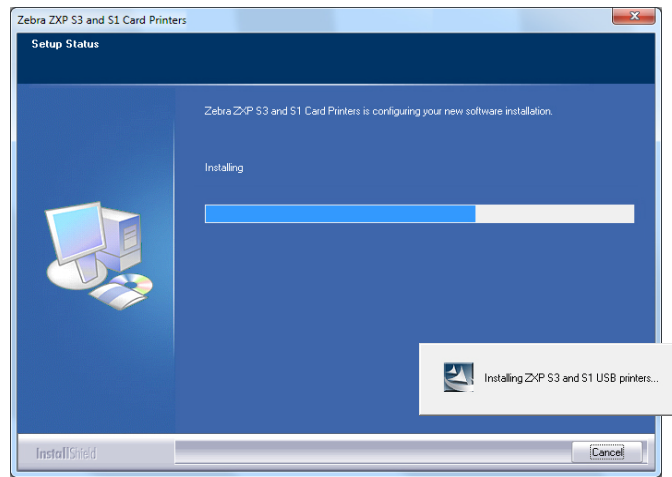 Zebra ZXP S3 and S1 Card Printers
Setup Status
Zebra ZXP S3 and S1 Card Printers is configuring your new software installation.
Installing
Installing ZXP S3 and S1 USB printers...
InstallShield
Cancel